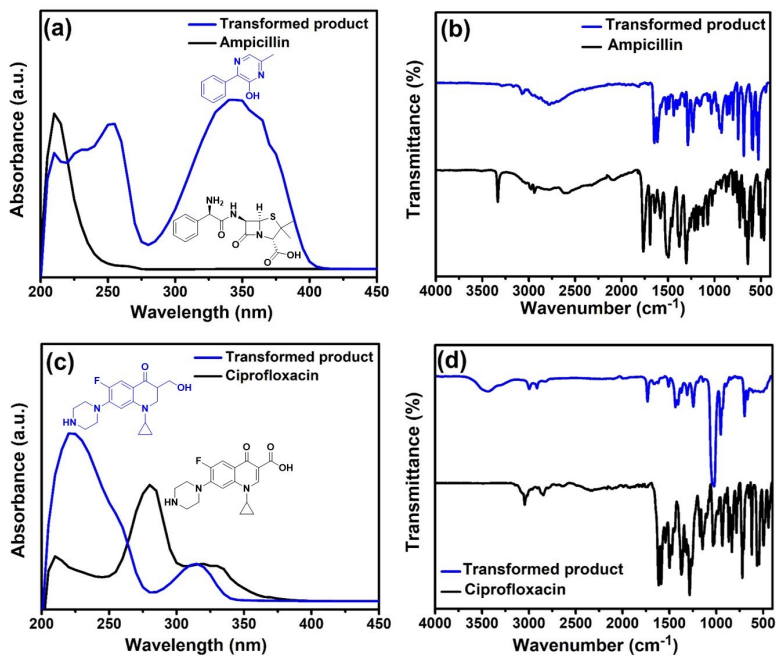 (a)
Transformed product
Ampicillin
N
N
OH
NH₂
H
N
H
S
O
O
N
O
OH
Absorbance (a.u.)
200 250 300 350 400 450
Wavelength (nm)
(b)
Transformed product
Ampicillin
Transmittance (%)
4000 3500 3000 2500 2000 1500 1000 500
Wavenumber (cm⁻¹)
(c)
Transformed product
Ciprofloxacin
O
F
OH
N
N
HN
O
O
F
OH
N
N
HN
Absorbance (a.u.)
200 250 300 350 400 450
Wavelength (nm)
(d)
Transformed product
Ciprofloxacin
Transmittance (%)
4000 3500 3000 2500 2000 1500 1000 500
Wavenumber (cm⁻¹)